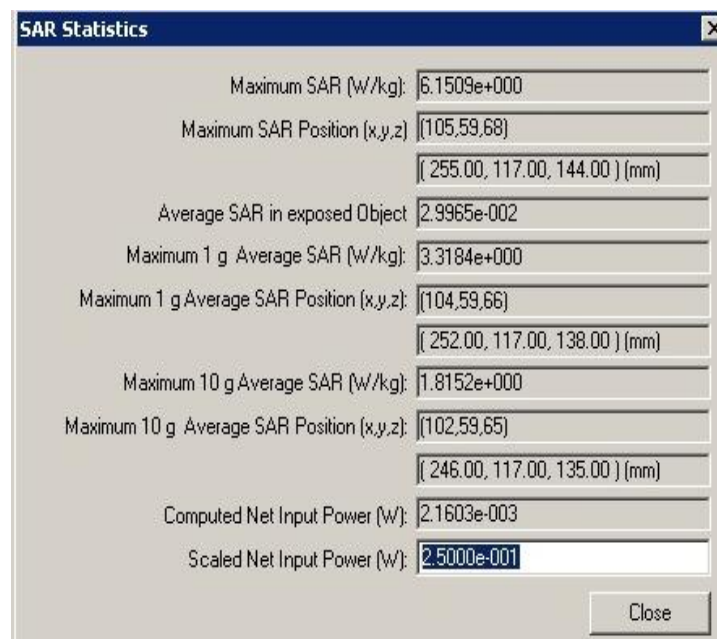 SAR Statistics
Maximum SAR (W/kg): 6.1509e+000
Maximum SAR Position (x,y,z) (105,59,68)
( 255.00, 117.00, 144.00 ) (mm)
Average SAR in exposed Object 2.9965e-002
Maximum 1 g Average SAR (W/kg): 3.3184e+000
Maximum 1 g Average SAR Position (x,y,z): (104,59,66)
( 252.00, 117.00, 138.00 ) (mm)
Maximum 10 g Average SAR (W/kg): 1.8152e+000
Maximum 10 g Average SAR Position (x,y,z): (102,59,65)
( 246.00, 117.00, 135.00 ) (mm)
Computed Net Input Power (W): 2.1603e-003
Scaled Net Input Power (W): 2.5000e-001
Close